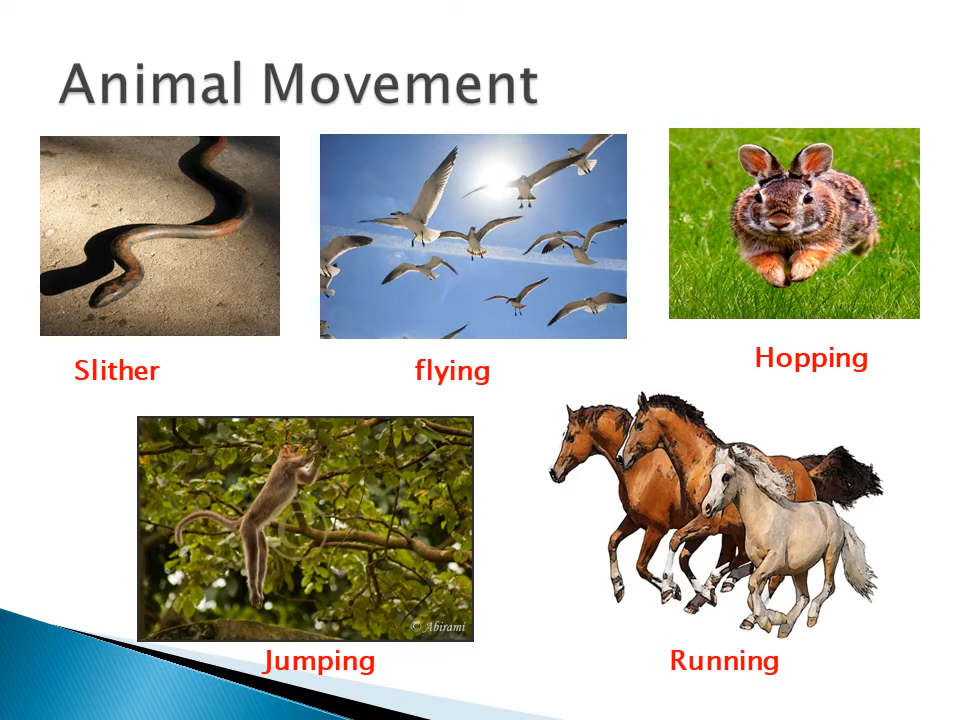 Animal Movement
Slither
flying
Hopping
© Abirami
Jumping
Running